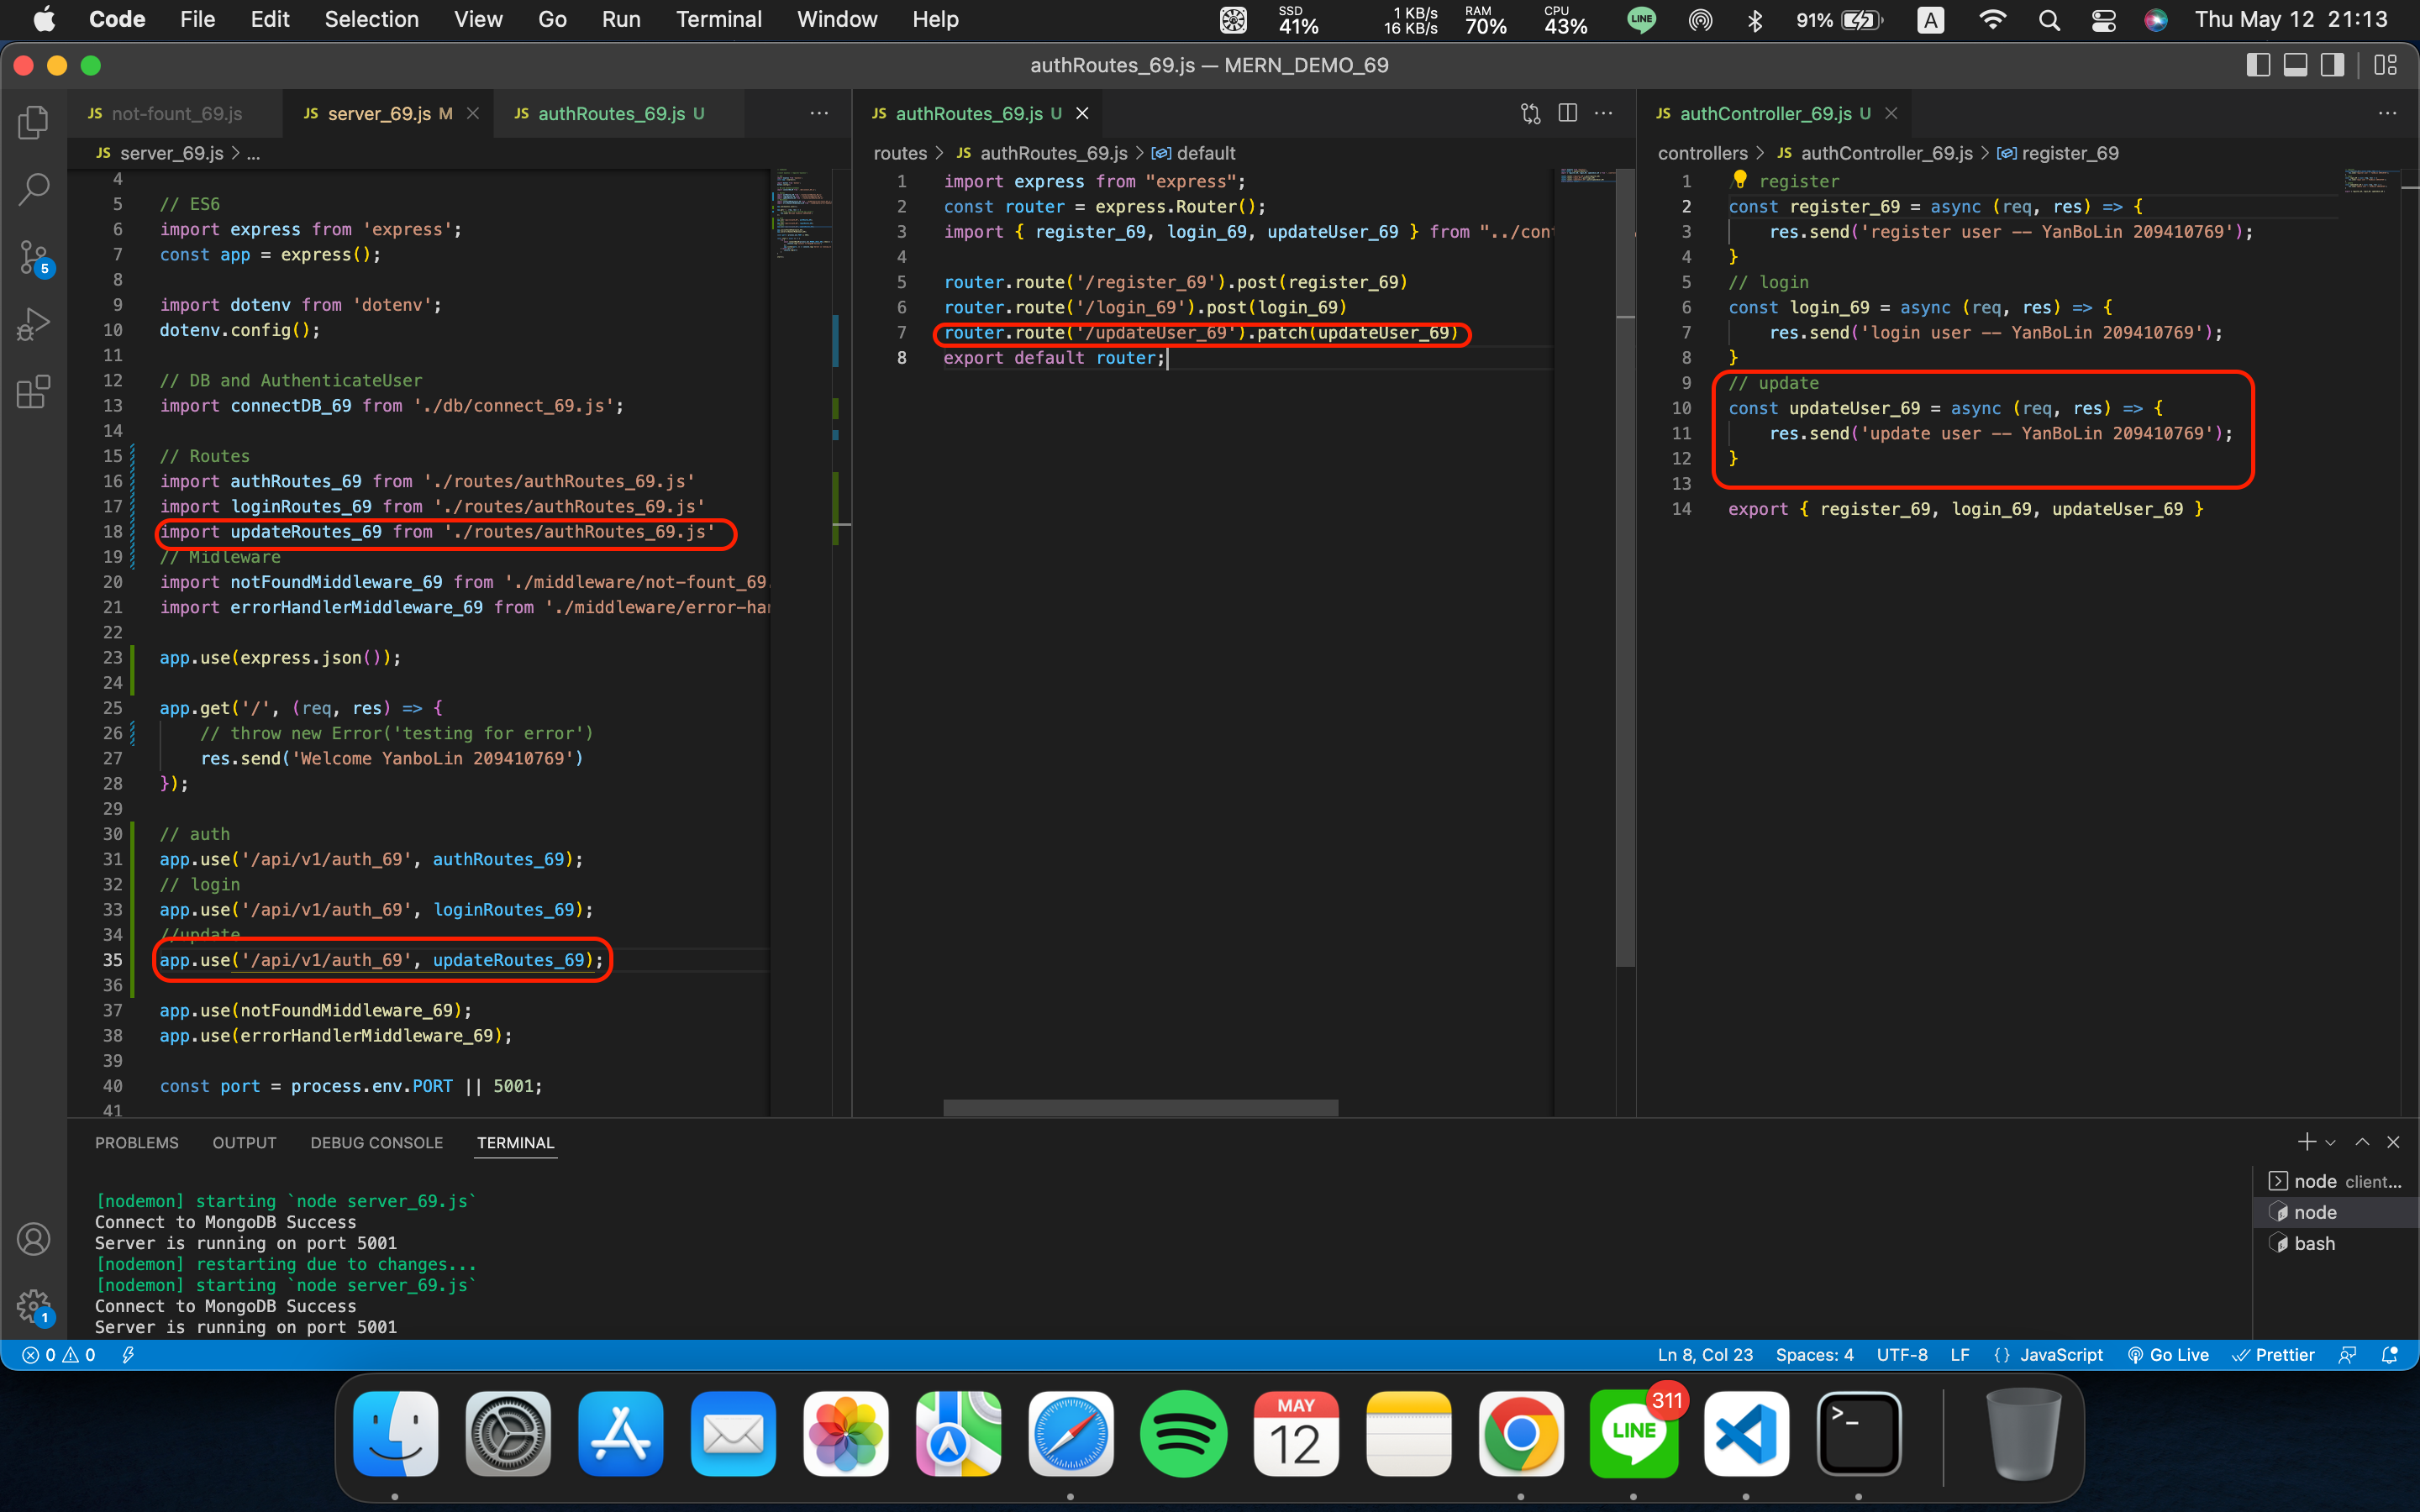 Code File Edit Selection View Go Run Terminal Window Help
SSD 41% 1 KB/s 16 KB/s RAM 70% CPU 43% LINE 91% A Thu May 12 21:13
authRoutes_69.js — MERN_DEMO_69
JS not-fount_69.js JS server_69.js M JS authRoutes_69.js U
JS server_69.js > ...
4
5 // ES6
6 import express from 'express';
7 const app = express();
8
9 import dotenv from 'dotenv';
10 dotenv.config();
11
12 // DB and AuthenticateUser
13 import connectDB_69 from './db/connect_69.js';
14
15 // Routes
16 import authRoutes_69 from './routes/authRoutes_69.js'
17 import loginRoutes_69 from './routes/authRoutes_69.js'
18 import updateRoutes_69 from './routes/authRoutes_69.js'
19 // Midleware
20 import notFoundMiddleware_69 from './middleware/not-fount_69.
21 import errorHandlerMiddleware_69 from './middleware/error-han
22
23 app.use(express.json());
24
25 app.get('/', (req, res) => {
26 // throw new Error('testing for error')
27 res.send('Welcome YanboLin 209410769')
28 });
29
30 // auth
31 app.use('/api/v1/auth_69', authRoutes_69);
32 // login
33 app.use('/api/v1/auth_69', loginRoutes_69);
34 //update
35 app.use('/api/v1/auth_69', updateRoutes_69);
36
37 app.use(notFoundMiddleware_69);
38 app.use(errorHandlerMiddleware_69);
39
40 const port = process.env.PORT || 5001;
41
JS authRoutes_69.js U
routes > JS authRoutes_69.js > default
1 import express from "express";
2 const router = express.Router();
3 import { register_69, login_69, updateUser_69 } from "../con
4
5 router.route('/register_69').post(register_69)
6 router.route('/login_69').post(login_69)
7 router.route('/updateUser_69').patch(updateUser_69)
8 export default router;
JS authController_69.js U
controllers > JS authController_69.js > register_69
1 register
2 const register_69 = async (req, res) => {
3 res.send('register user -- YanBoLin 209410769');
4 }
5 // login
6 const login_69 = async (req, res) => {
7 res.send('login user -- YanBoLin 209410769');
8 }
9 // update
10 const updateUser_69 = async (req, res) => {
11 res.send('update user -- YanBoLin 209410769');
12 }
13
14 export { register_69, login_69, updateUser_69 }
5
1
PROBLEMS OUTPUT DEBUG CONSOLE TERMINAL
[nodemon] starting `node server_69.js`
Connect to MongoDB Success
Server is running on port 5001
[nodemon] restarting due to changes...
[nodemon] starting `node server_69.js`
Connect to MongoDB Success
Server is running on port 5001
node client...
node
bash
0 0 Ln 8, Col 23 Spaces: 4 UTF-8 LF {} JavaScript Go Live Prettier
MAY
12
LINE
311
>_